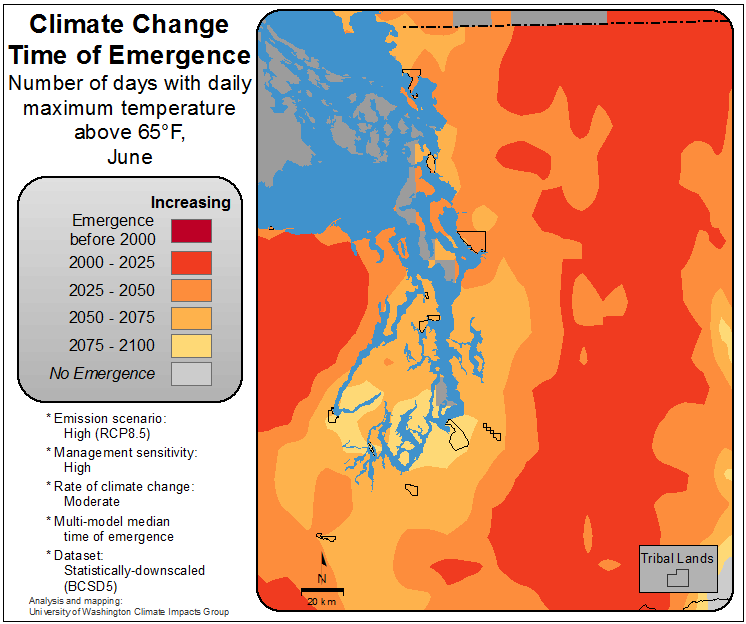 Climate Change
Time of Emergence
Number of days with daily
maximum temperature
above 65°F,
June
Increasing
Emergence
before 2000
2000 - 2025
2025 - 2050
2050 - 2075
2075 - 2100
No Emergence
* Emission scenario:
High (RCP8.5)
* Management sensitivity:
High
* Rate of climate change:
Moderate
* Multi-model median
time of emergence
* Dataset:
Statistically-downscaled
(BCSD5)
Analysis and mapping:
University of Washington Climate Impacts Group
N
20 km
Tribal Lands